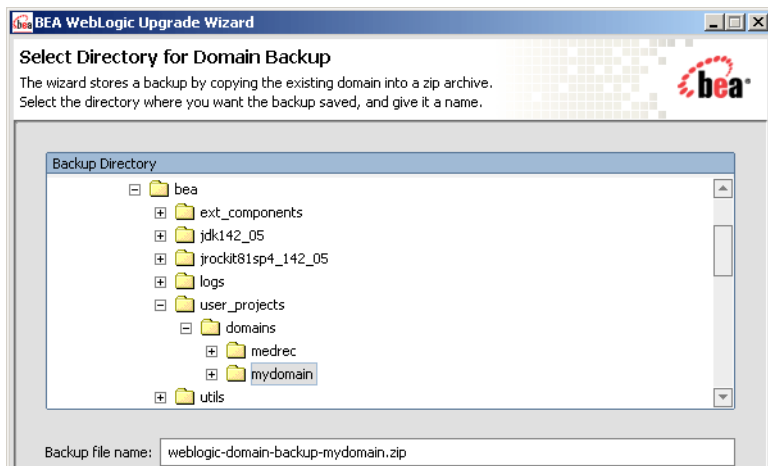 bea BEA WebLogic Upgrade Wizard
Select Directory for Domain Backup
The wizard stores a backup by copying the existing domain into a zip archive.
Select the directory where you want the backup saved, and give it a name.
bea
Backup Directory
bea
ext_components
jdk142_05
jrockit81sp4_142_05
logs
user_projects
domains
medrec
mydomain
utils
Backup file name: weblogic-domain-backup-mydomain.zip